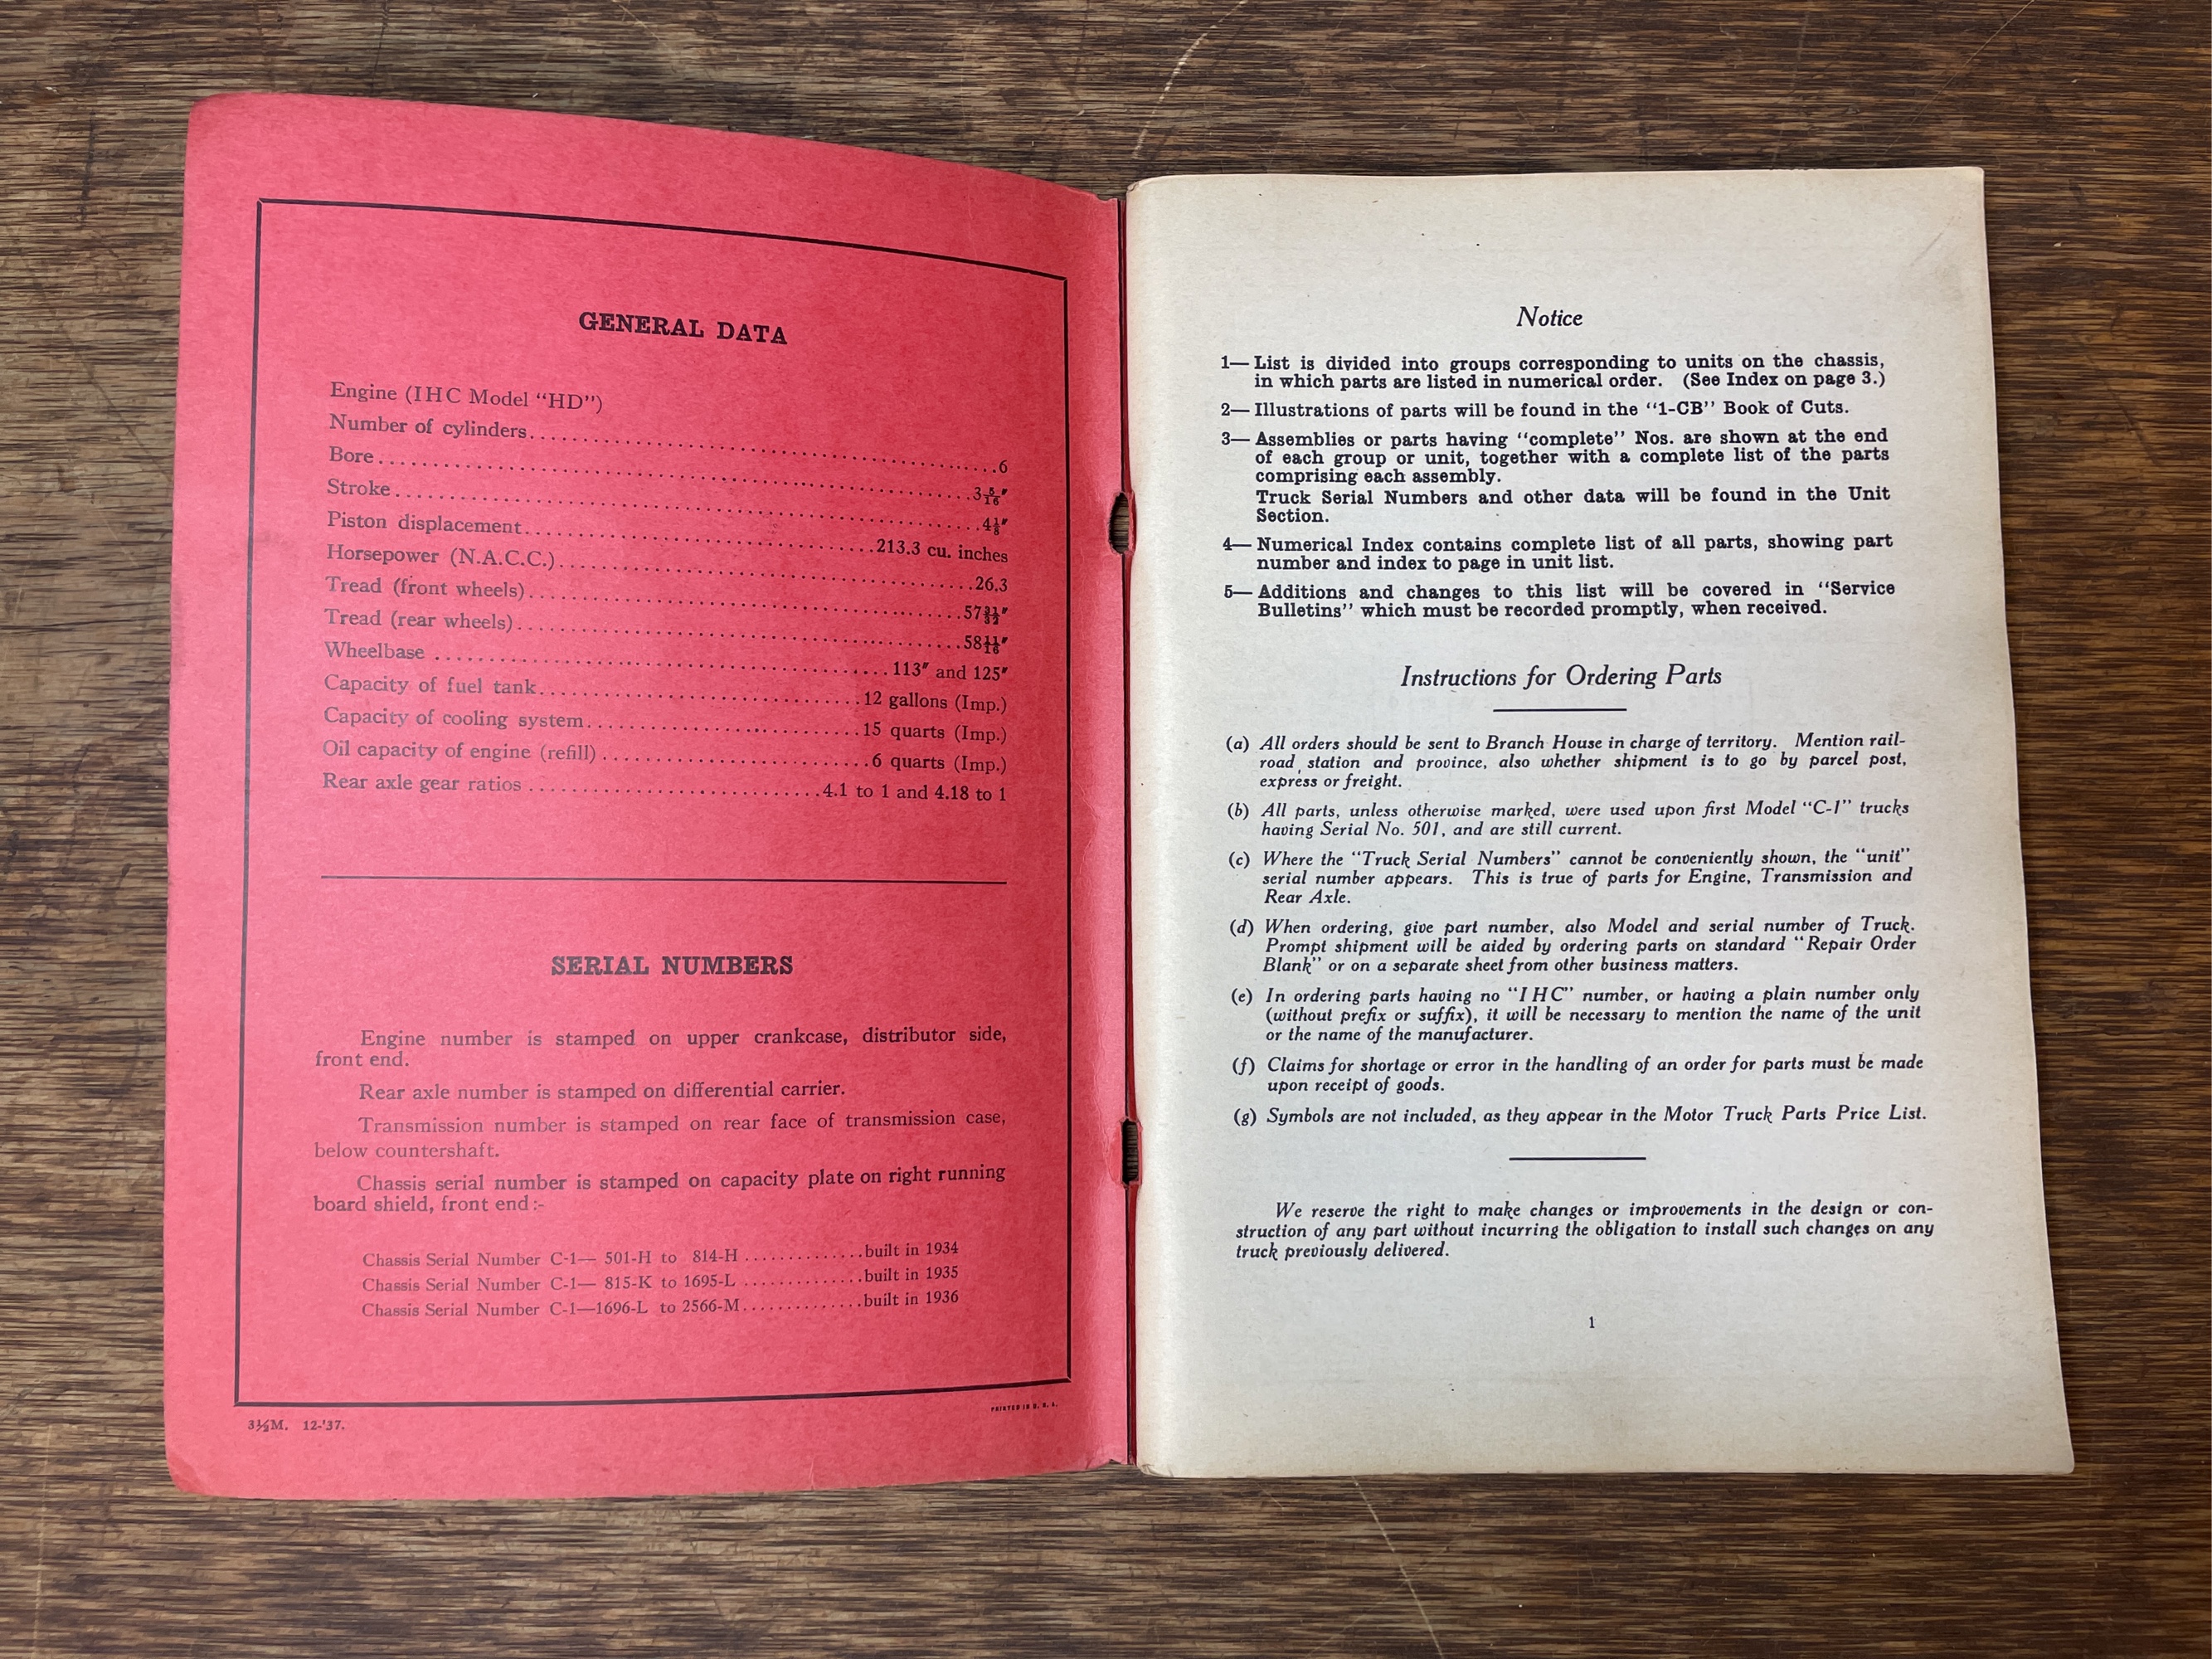 GENERAL DATA
Engine (IHC Model “HD”)
Number of cylinders..............................................................6
Bore..............................................................3 5/16″
Stroke..............................................................4 1/8″
Piston displacement........................................213.3 cu. inches
Horsepower (N.A.C.C.)........................................26.3
Tread (front wheels)........................................57 21/32″
Tread (rear wheels)........................................58 11/16″
Wheelbase ........................................113″ and 125″
Capacity of fuel tank........................................12 gallons (Imp.)
Capacity of cooling system..............................15 quarts (Imp.)
Oil capacity of engine (refill)..............................6 quarts (Imp.)
Rear axle gear ratios ..............................4.1 to 1 and 4.18 to 1
SERIAL NUMBERS
Engine number is stamped on upper crankcase, distributor side,
front end.
Rear axle number is stamped on differential carrier.
Transmission number is stamped on rear face of transmission case,
below countershaft.
Chassis serial number is stamped on capacity plate on right running
board shield, front end:-
Chassis Serial Number C-1— 501-H to 814-H ..............built in 1934
Chassis Serial Number C-1— 815-K to 1695-L ..............built in 1935
Chassis Serial Number C-1—1696-L to 2566-M..............built in 1936
3½M. 12-'37.
PRINTED IN U. S. A.
Notice
1— List is divided into groups corresponding to units on the chassis,
in which parts are listed in numerical order. (See Index on page 3.)
2— Illustrations of parts will be found in the “1-CB” Book of Cuts.
3— Assemblies or parts having “complete” Nos. are shown at the end
of each group or unit, together with a complete list of the parts
comprising each assembly.
Truck Serial Numbers and other data will be found in the Unit
Section.
4— Numerical Index contains complete list of all parts, showing part
number and index to page in unit list.
5— Additions and changes to this list will be covered in “Service
Bulletins” which must be recorded promptly, when received.
Instructions for Ordering Parts
(a) All orders should be sent to Branch House in charge of territory. Mention rail-
road station and province, also whether shipment is to go by parcel post,
express or freight.
(b) All parts, unless otherwise marked, were used upon first Model “C-1” trucks
having Serial No. 501, and are still current.
(c) Where the “Truck Serial Numbers” cannot be conveniently shown, the “unit”
serial number appears. This is true of parts for Engine, Transmission and
Rear Axle.
(d) When ordering, give part number, also Model and serial number of Truck.
Prompt shipment will be aided by ordering parts on standard “Repair Order
Blank” or on a separate sheet from other business matters.
(e) In ordering parts having no “IHC” number, or having a plain number only
(without prefix or suffix), it will be necessary to mention the name of the unit
or the name of the manufacturer.
(f) Claims for shortage or error in the handling of an order for parts must be made
upon receipt of goods.
(g) Symbols are not included, as they appear in the Motor Truck Parts Price List.
We reserve the right to make changes or improvements in the design or con-
struction of any part without incurring the obligation to install such changes on any
truck previously delivered.
1